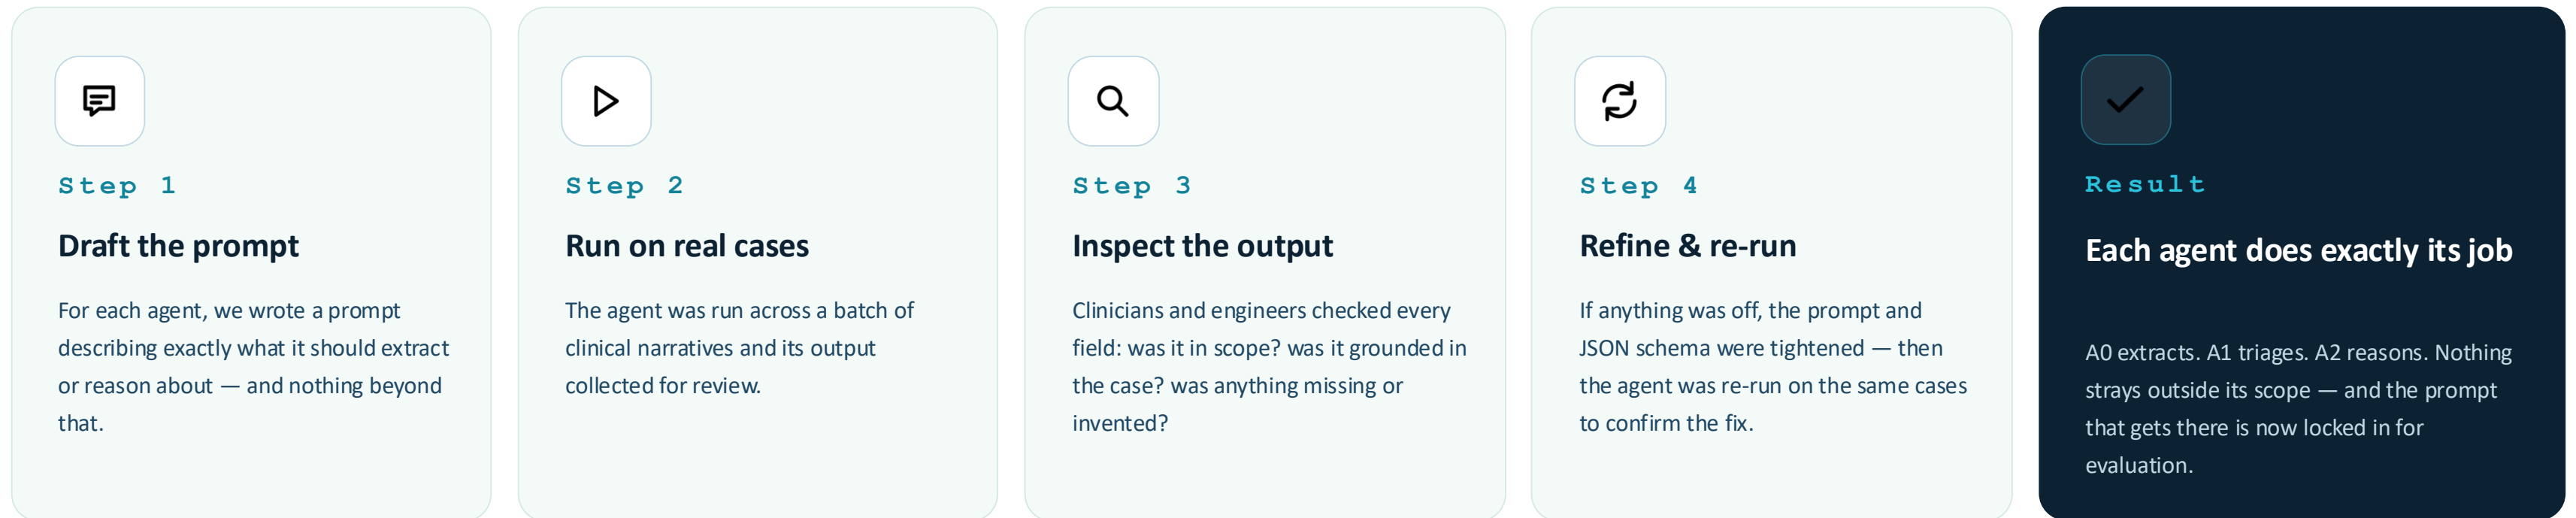 Step 1
Draft the prompt
For each agent, we wrote a prompt
describing exactly what it should extract
or reason about — and nothing beyond
that.
Step 2
Run on real cases
The agent was run across a batch of
clinical narratives and its output
collected for review.
Step 3
Inspect the output
Clinicians and engineers checked every
field: was it in scope? was it grounded in
the case? was anything missing or
invented?
Step 4
Refine & re-run
If anything was off, the prompt and
JSON schema were tightened — then
the agent was re-run on the same cases
to confirm the fix.
Result
Each agent does exactly its job
A0 extracts. A1 triages. A2 reasons. Nothing
strays outside its scope — and the prompt
that gets there is now locked in for
evaluation.